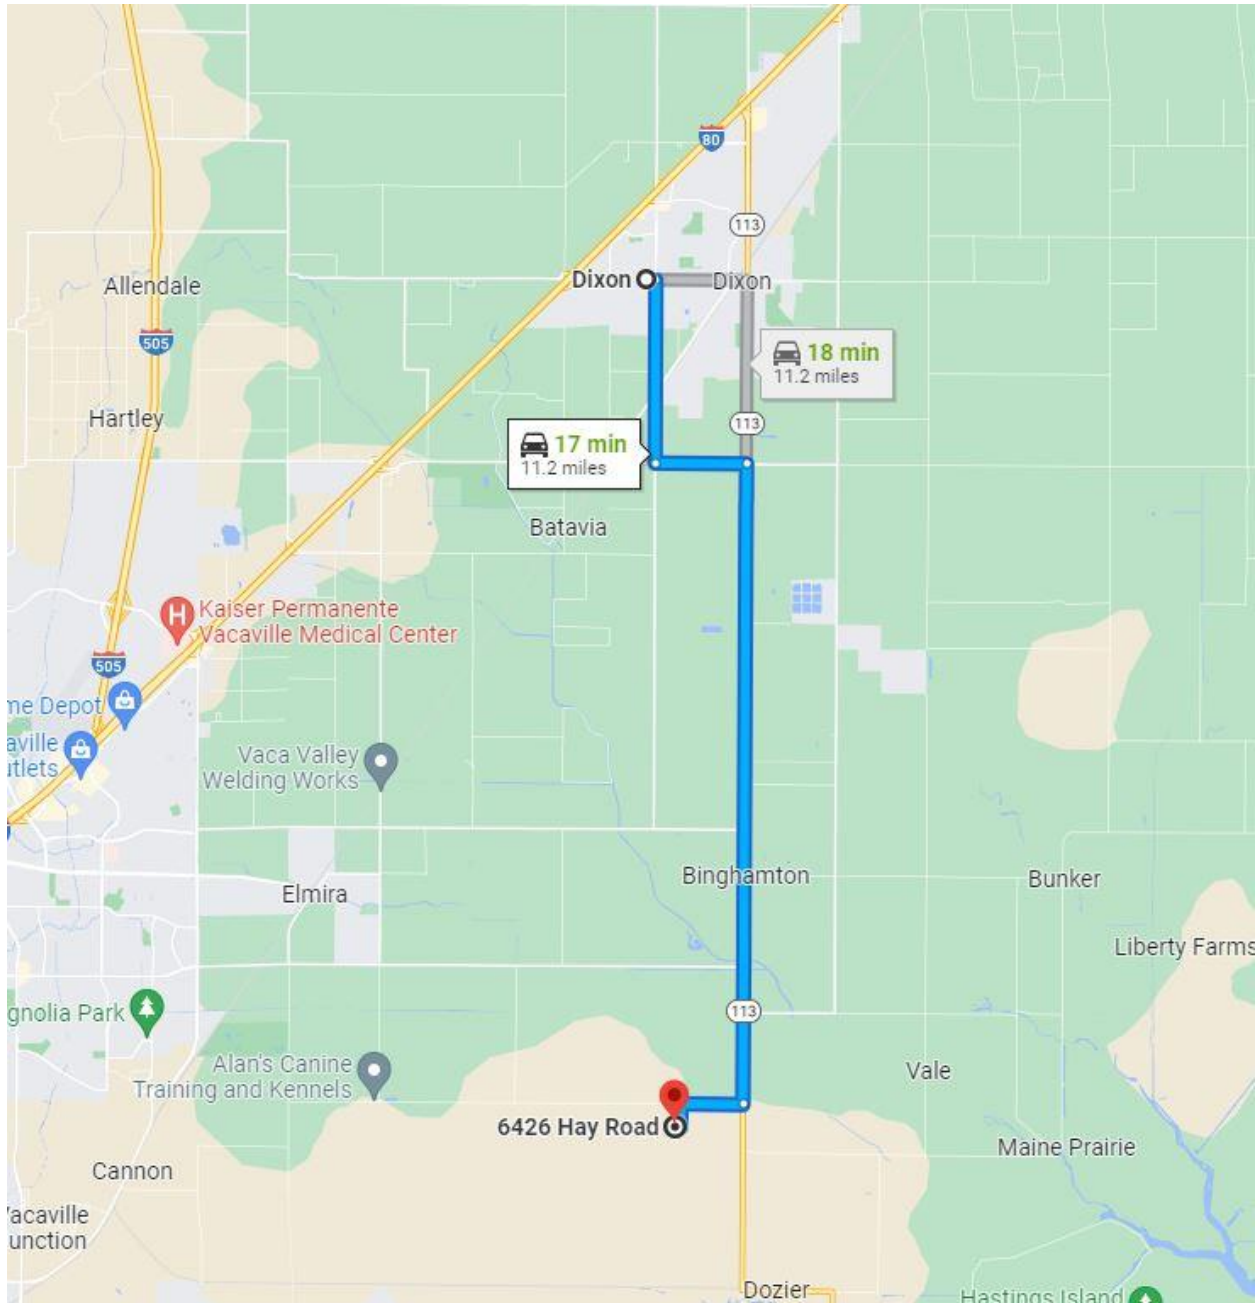 80
113
Dixon
Dixon
Allendale
505
18 min
11.2 miles
Hartley
113
17 min
11.2 miles
Batavia
H
Kaiser Permanente
Vacaville Medical Center
505
me Depot
aville
utlets
Vaca Valley
Welding Works
Binghamton
Bunker
Elmira
Liberty Farms
gnolia Park
113
Alan's Canine
Training and Kennels
Vale
6426 Hay Road
Maine Prairie
Cannon
Vacaville
unction
Dozier
Hastings Island